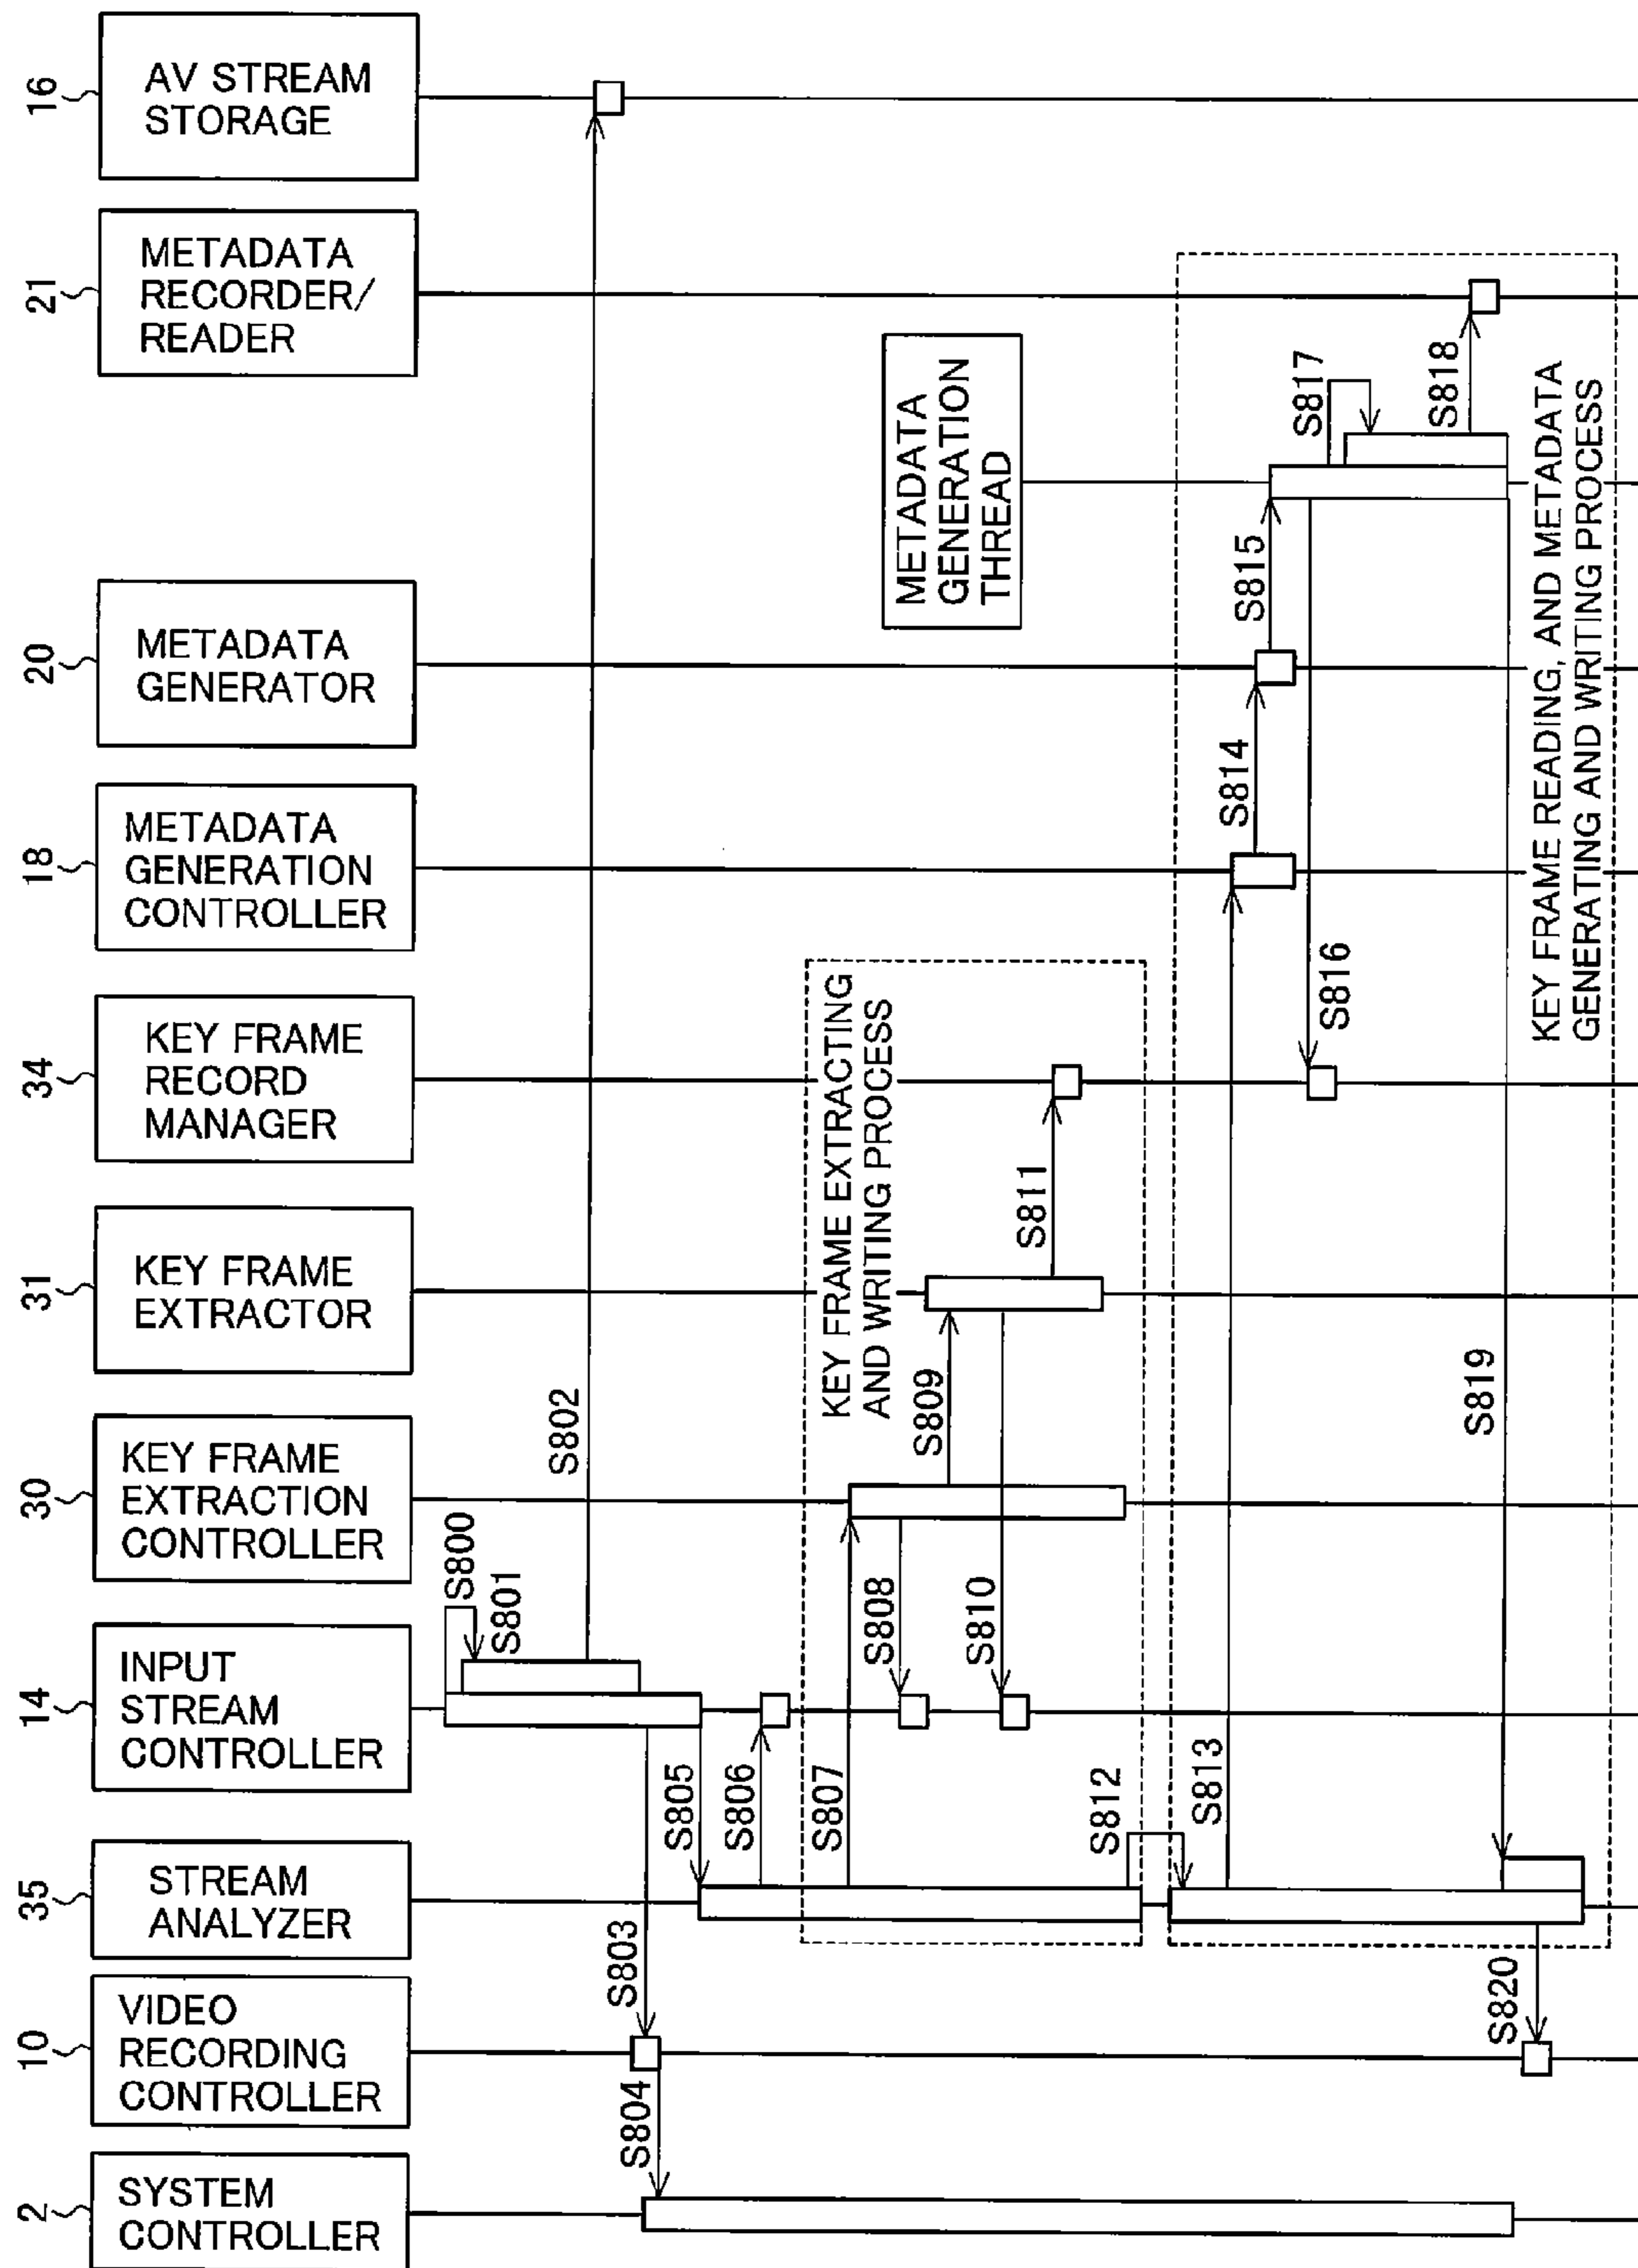 16
AV STREAM
STORAGE
21
METADATA
RECORDER/
READER
20
METADATA
GENERATOR
18
METADATA
GENERATION
CONTROLLER
34
KEY FRAME
RECORD
MANAGER
31
KEY FRAME
EXTRACTOR
30
KEY FRAME
EXTRACTION
CONTROLLER
14
INPUT
STREAM
CONTROLLER
35
STREAM
ANALYZER
10
VIDEO
RECORDING
CONTROLLER
2
SYSTEM
CONTROLLER
METADATA
GENERATION
THREAD
S800
S801
S802
S803
S804
S805
S806
KEY FRAME EXTRACTING
AND WRITING PROCESS
S807
S808
S809
S810
S811
S812
S813
S814
S815
S816
S817
S818
S819
S820
KEY FRAME READING, AND METADATA
GENERATING AND WRITING PROCESS